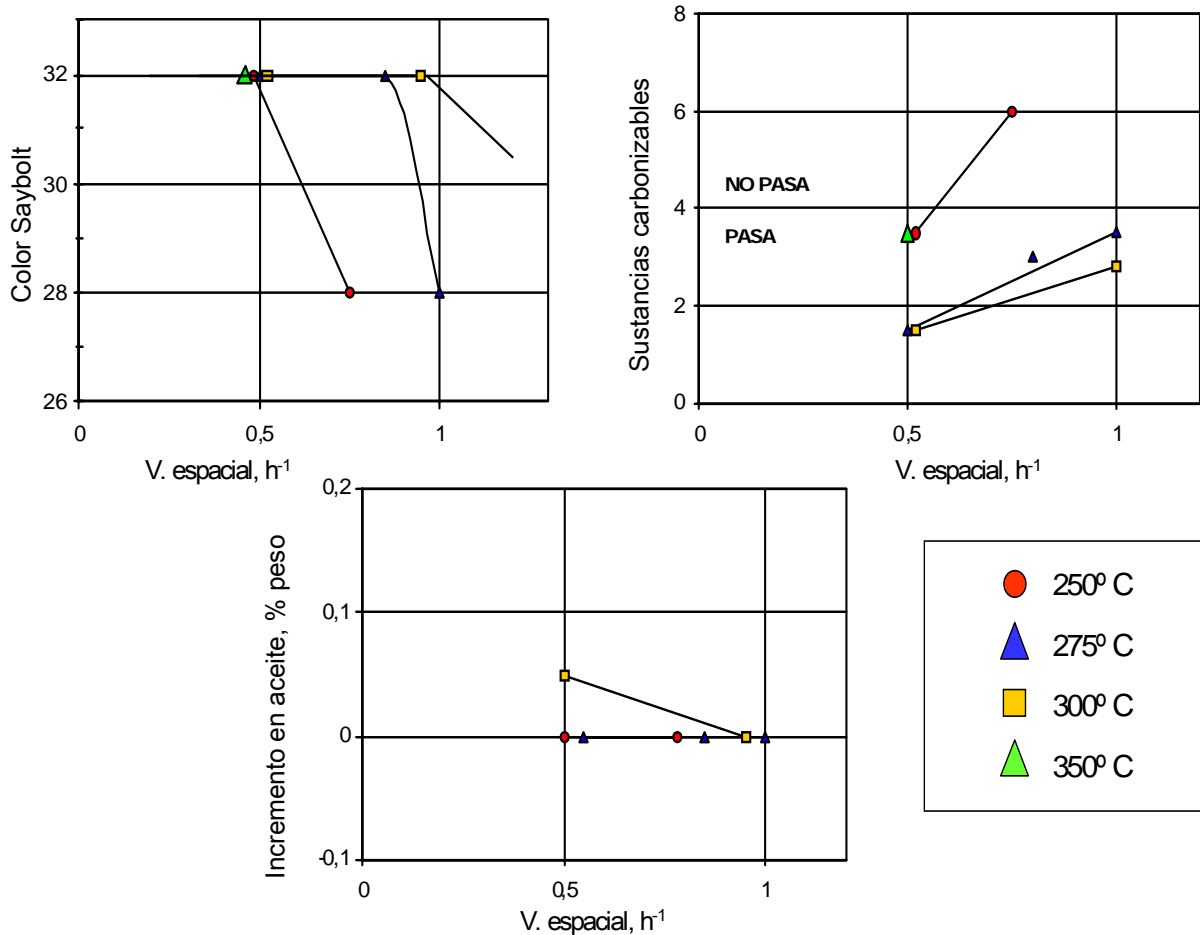 Color Saybolt
32
30
28
26
0
0,5
1
V. espacial, h-1
Sustancias carbonizables
8
6
4
2
0
NO PASA
PASA
0
0,5
1
V. espacial, h-1
Incremento en aceite, % peso
0,2
0,1
0
-0,1
0
0,5
1
V. espacial, h-1
250º C
275º C
300º C
350º C